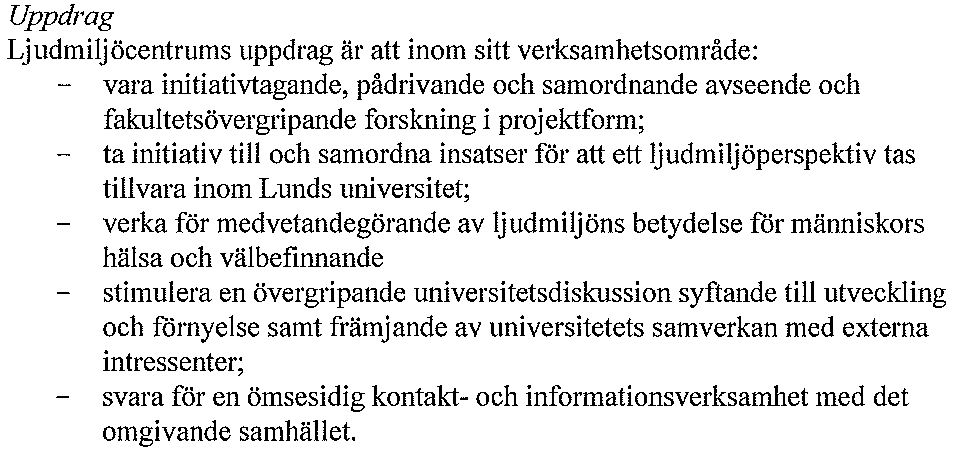 Uppdrag
Ljudmiljöcentrums uppdrag är att inom sitt verksamhetsområde:
– vara initiativtagande, pådrivande och samordnande avseende och
fakultetsövergripande forskning i projektform;
– ta initiativ till och samordna insatser för att ett ljudmiljöperspektiv tas
tillvara inom Lunds universitet;
– verka för medvetandegörande av ljudmiljöns betydelse för människors
hälsa och välbefinnande
– stimulera en övergripande universitetsdiskussion syftande till utveckling
och förnyelse samt främjande av universitetets samverkan med externa
intressenter;
– svara för en ömsesidig kontakt- och informationsverksamhet med det
omgivande samhället.